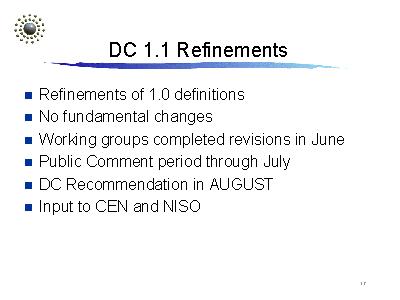 DC 1.1 Refinements
Refinements of 1.0 definitions
No fundamental changes
Working groups completed revisions in June
Public Comment period through July
DC Recommendation in AUGUST
Input to CEN and NISO